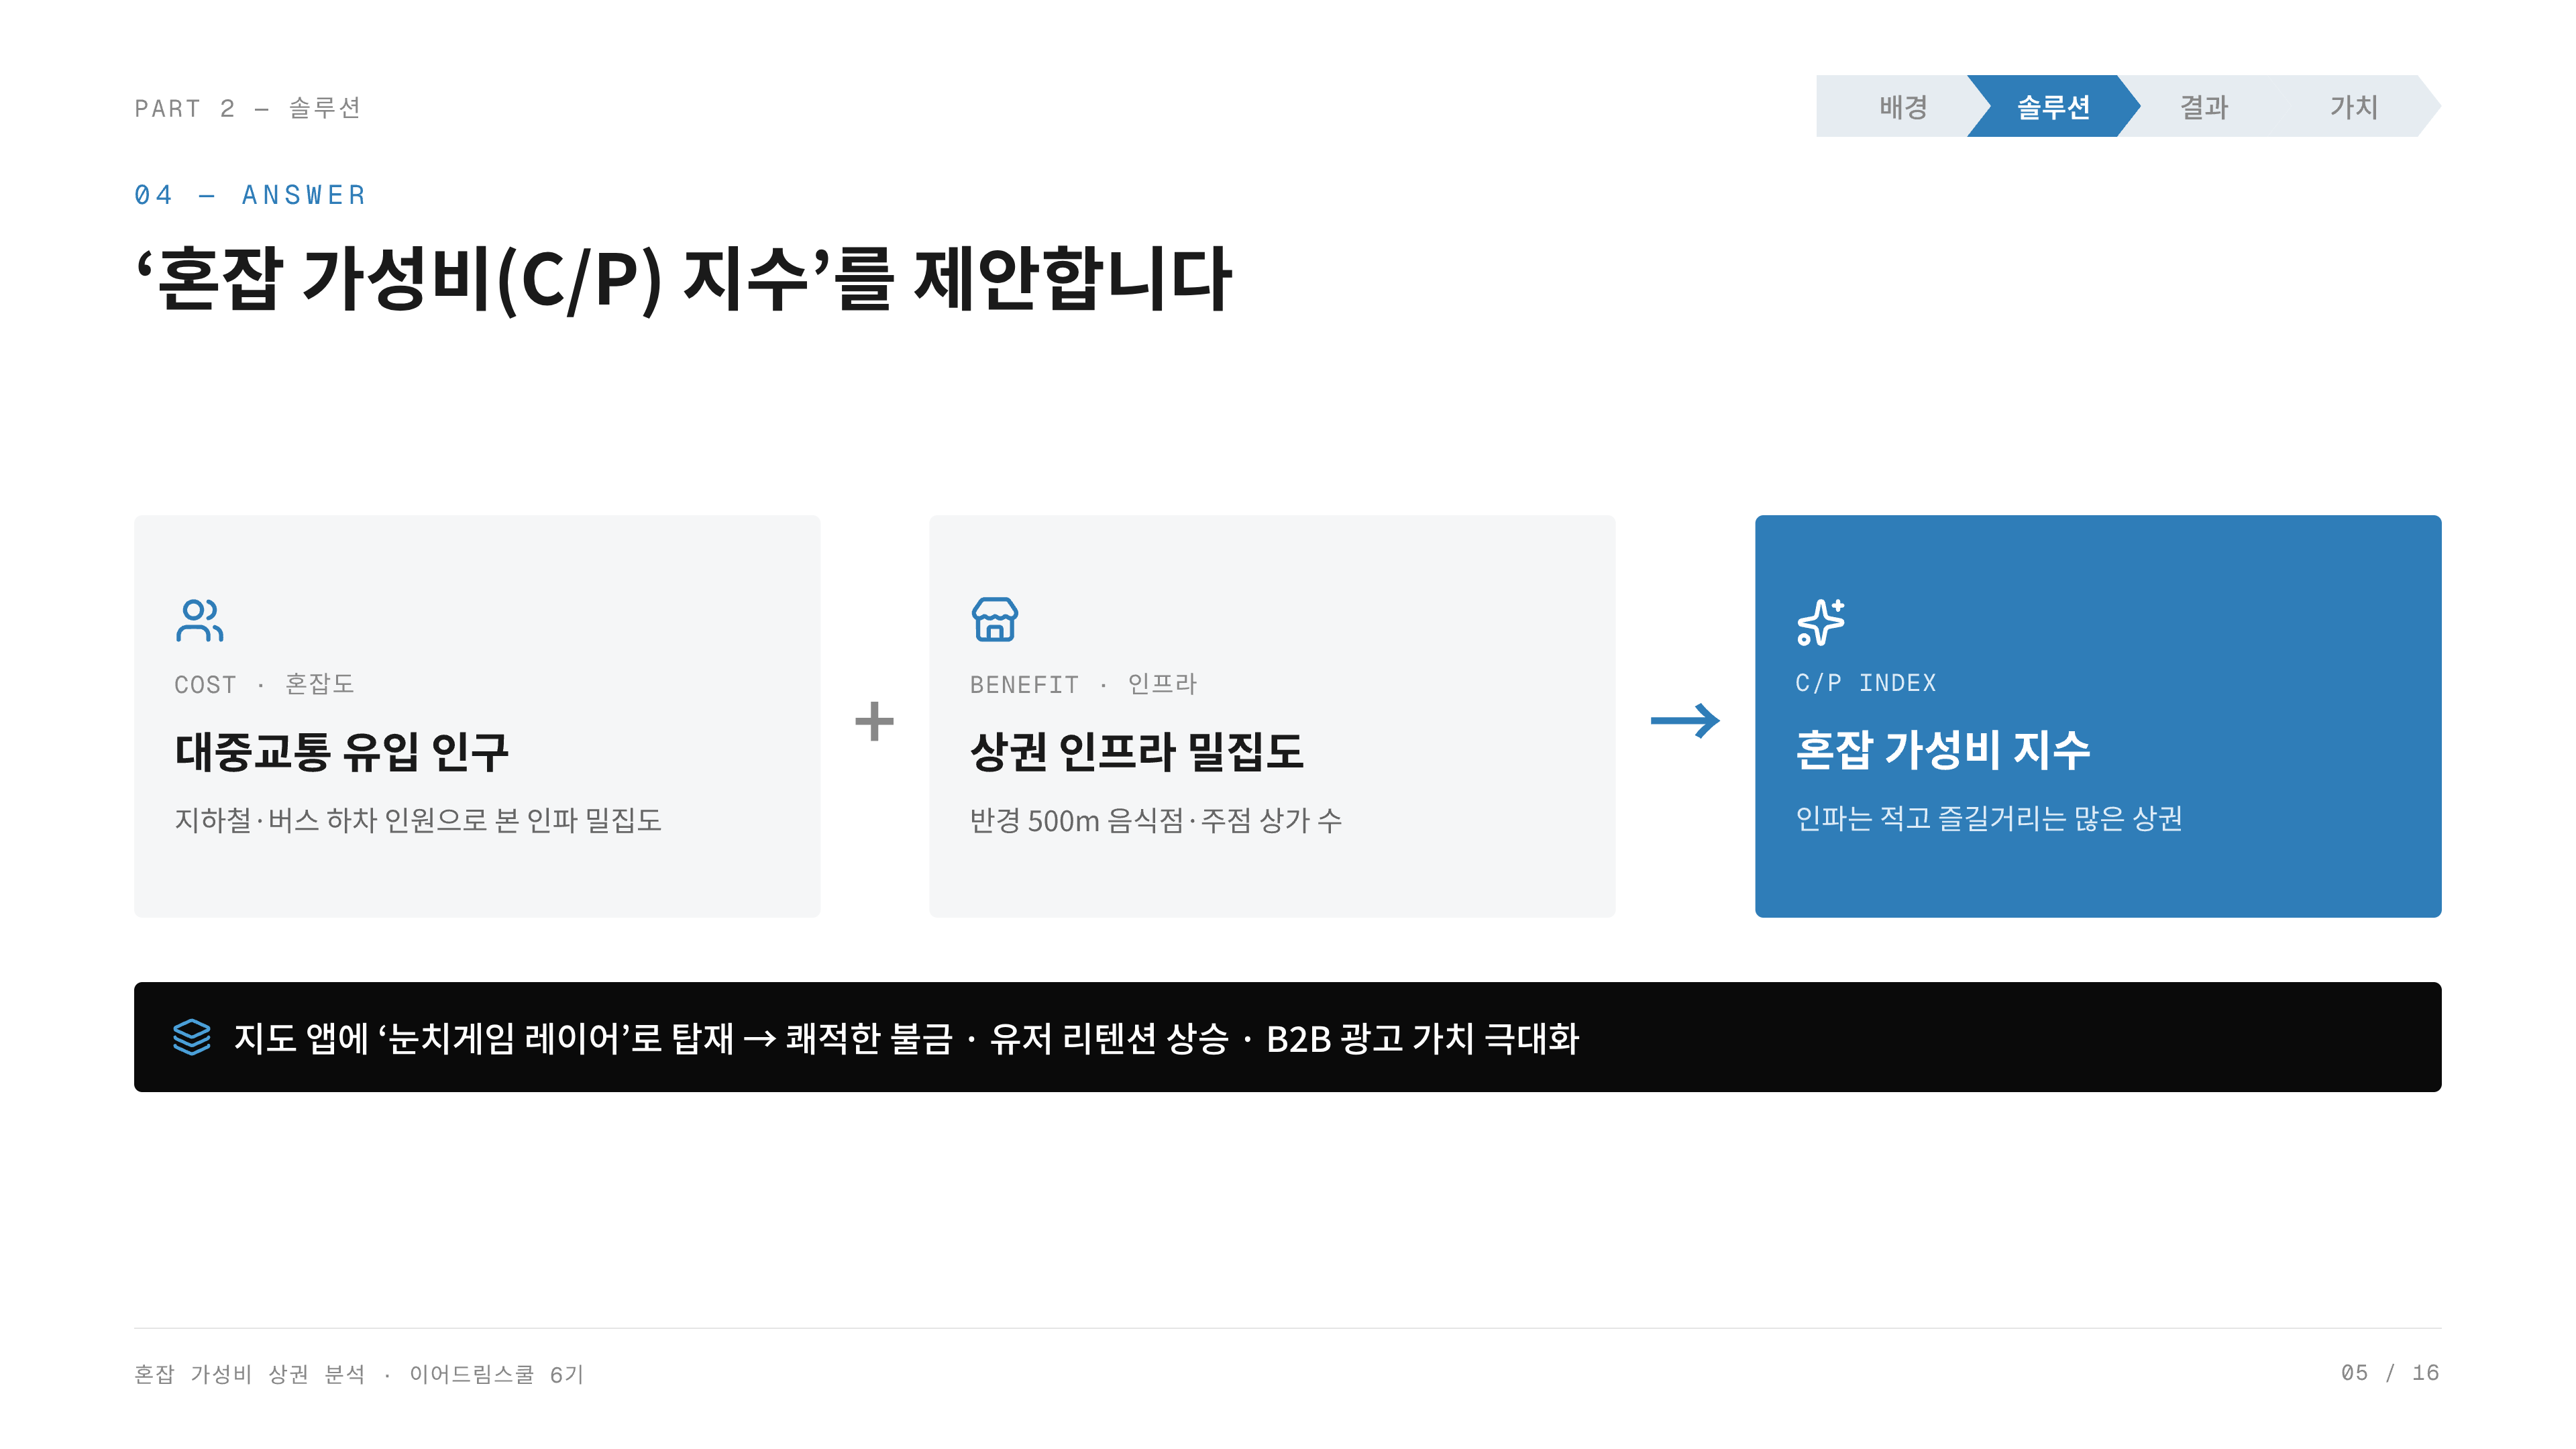 PART 2 — 솔루션
배경 솔루션 결과 가치
04 — ANSWER
‘혼잡 가성비(C/P) 지수’를 제안합니다
COST · 혼잡도
대중교통 유입 인구
지하철·버스 하차 인원으로 본 인파 밀집도
+
BENEFIT · 인프라
상권 인프라 밀집도
반경 500m 음식점·주점 상가 수
→
C/P INDEX
혼잡 가성비 지수
인파는 적고 즐길거리는 많은 상권
지도 앱에 ‘눈치게임 레이어’로 탑재 → 쾌적한 불금 · 유저 리텐션 상승 · B2B 광고 가치 극대화
혼잡 가성비 상권 분석 · 이어드림스쿨 6기
05 / 16